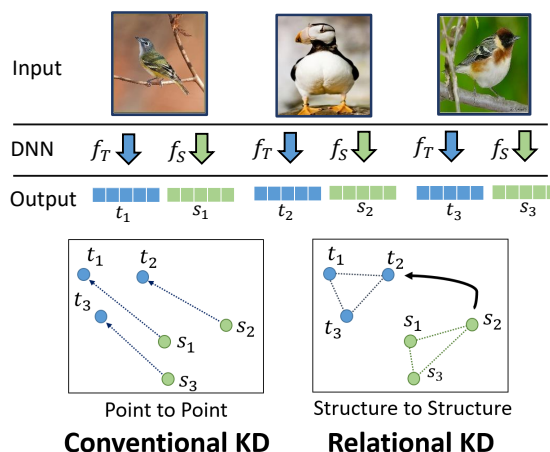 Input
DNN f_T f_S f_T f_S f_T f_S
Output
t_1 s_1 t_2 s_2 t_3 s_3
t_1 t_2 t_3 s_1 s_2 s_3
t_1 t_2 t_3 s_1 s_2 s_3
Point to Point Structure to Structure
Conventional KD Relational KD